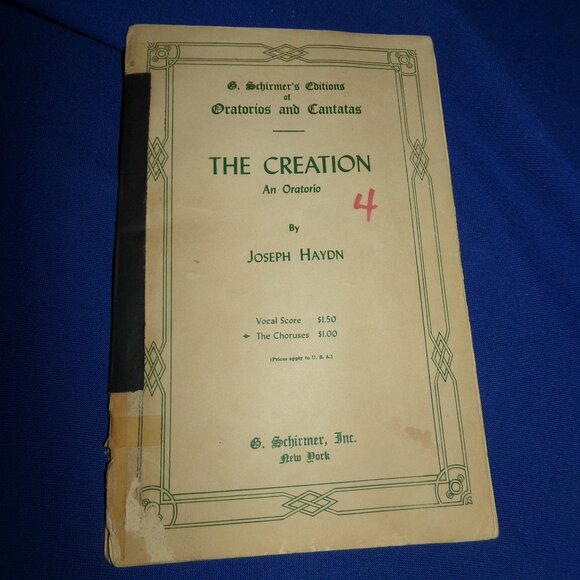 G. Schirmer's Editions
of
Oratorios and Cantatas
THE CREATION
An Oratorio
4
By
JOSEPH HAYDN
Vocal Score $1.50
The Choruses $1.00
(Prices apply to U. S. A.)
G. Schirmer, Inc.
New York